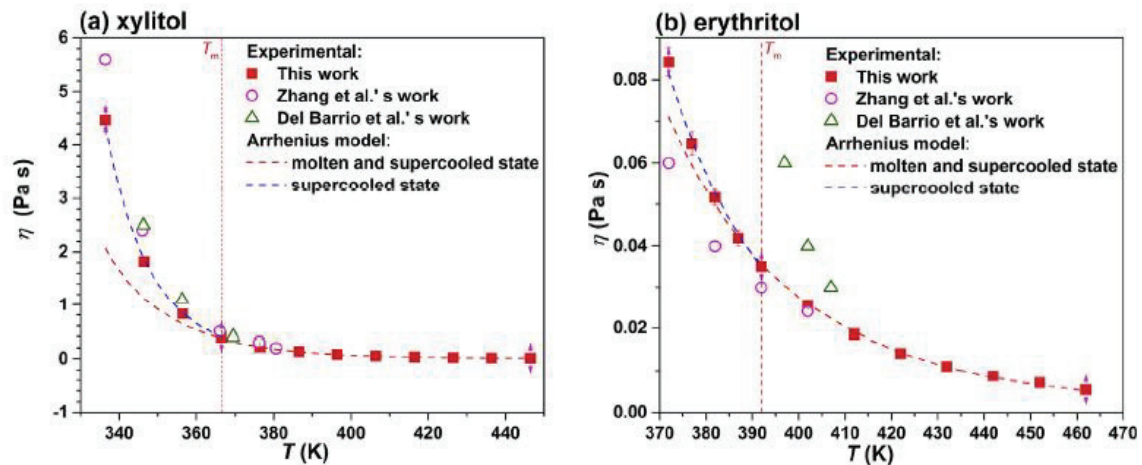 (a) xylitol
6
5
4
3
2
1
0
-1
η (Pa s)
Tm
Experimental:
This work
Zhang et al.' s work
Del Barrio et al.' s work
Arrhenius model:
molten and supercooled state
supercooled state
340 360 380 400 420 440
T (K)
(b) erythritol
0.08
0.06
0.04
0.02
0.00
η (Pa s)
Tm
Experimental:
This work
Zhang et al.'s work
Del Barrio et al.'s work
Arrhenius model:
molten and supercooled state
supercooled state
370 380 390 400 410 420 430 440 450 460 470
T (K)